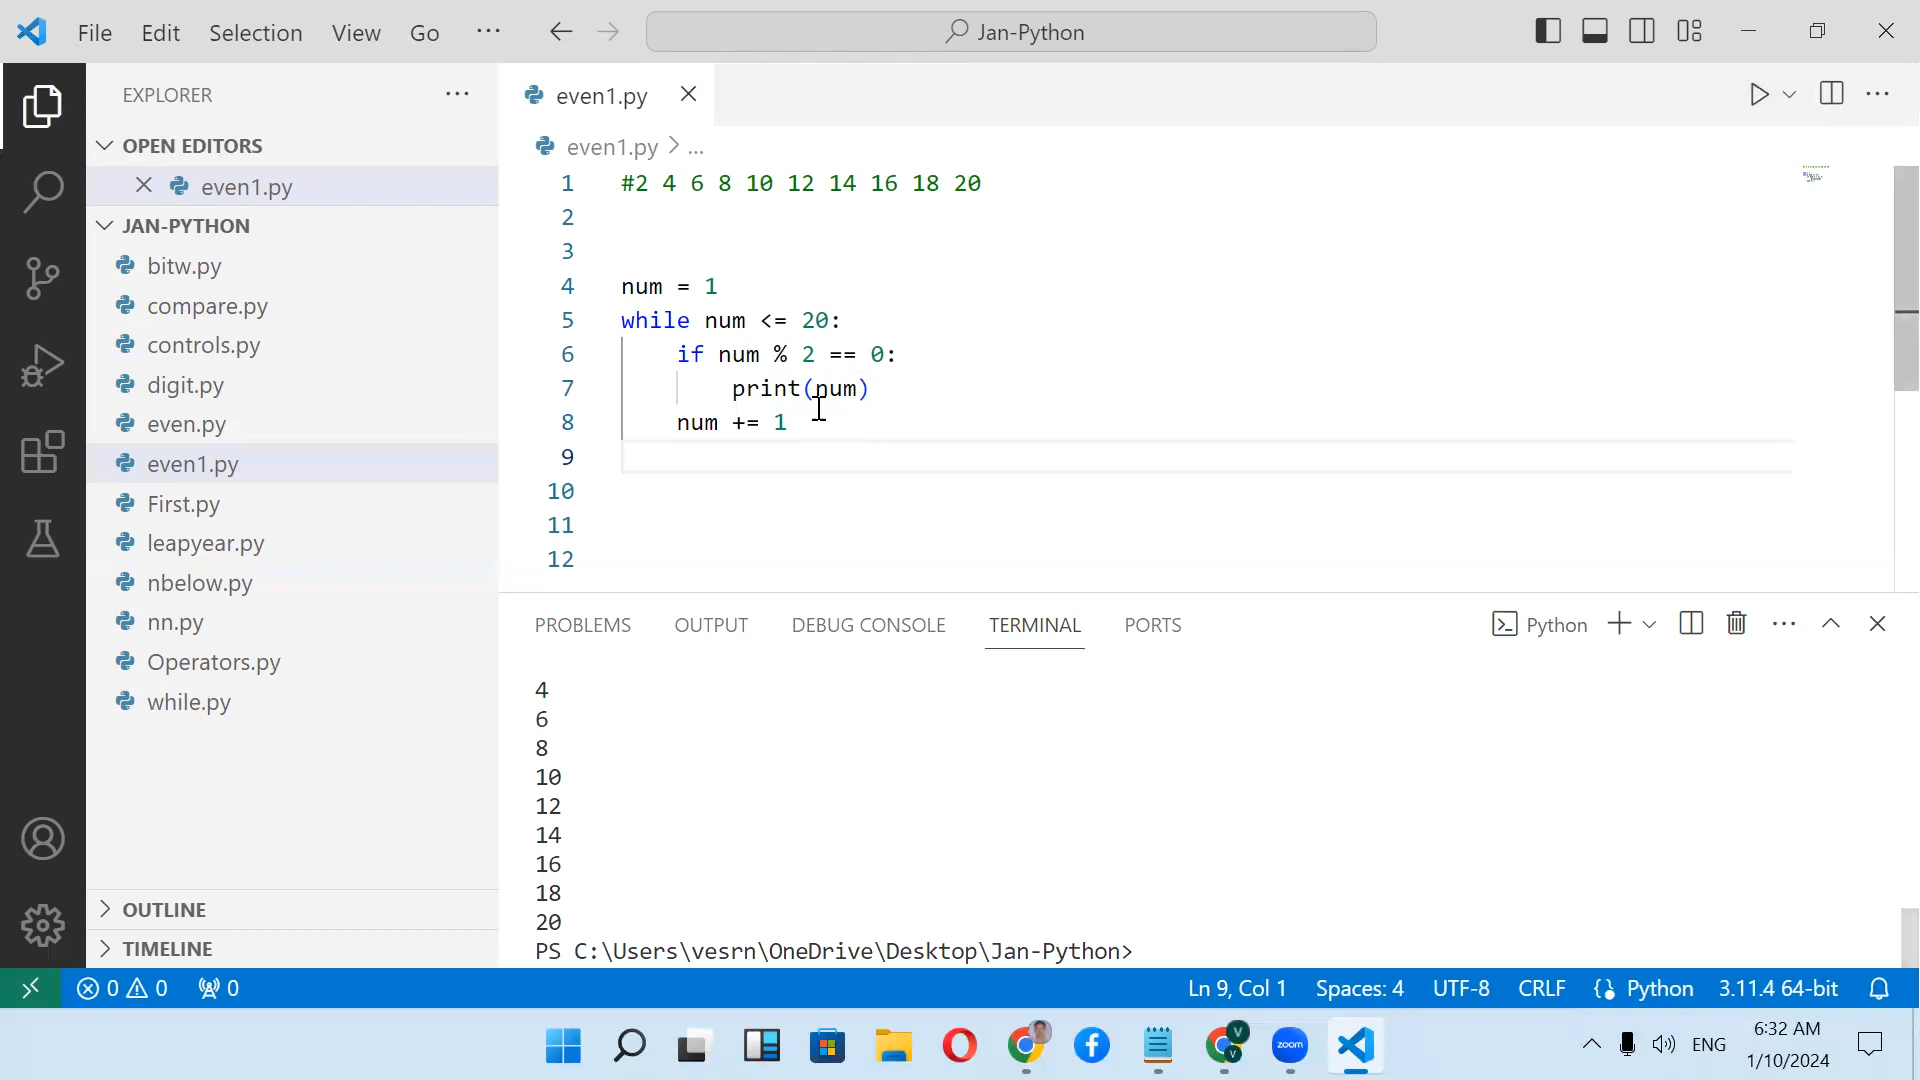 File Edit Selection View Go ... Jan-Python
EXPLORER ...
OPEN EDITORS
even1.py
JAN-PYTHON
bitw.py
compare.py
controls.py
digit.py
even.py
even1.py
First.py
leapyear.py
nbelow.py
nn.py
Operators.py
while.py
OUTLINE
TIMELINE
even1.py
even1.py > ...
1 #2 4 6 8 10 12 14 16 18 20
2
3
4 num = 1
5 while num <= 20:
6 if num % 2 == 0:
7 print(num)
8 num += 1
9
10
11
12
PROBLEMS OUTPUT DEBUG CONSOLE TERMINAL PORTS Python
4
6
8
10
12
14
16
18
20
PS C:\Users\vesrn\OneDrive\Desktop\Jan-Python>
0 0 0 Ln 9, Col 1 Spaces: 4 UTF-8 CRLF {} Python 3.11.4 64-bit
V
V
zoom
ENG
6:32 AM
1/10/2024